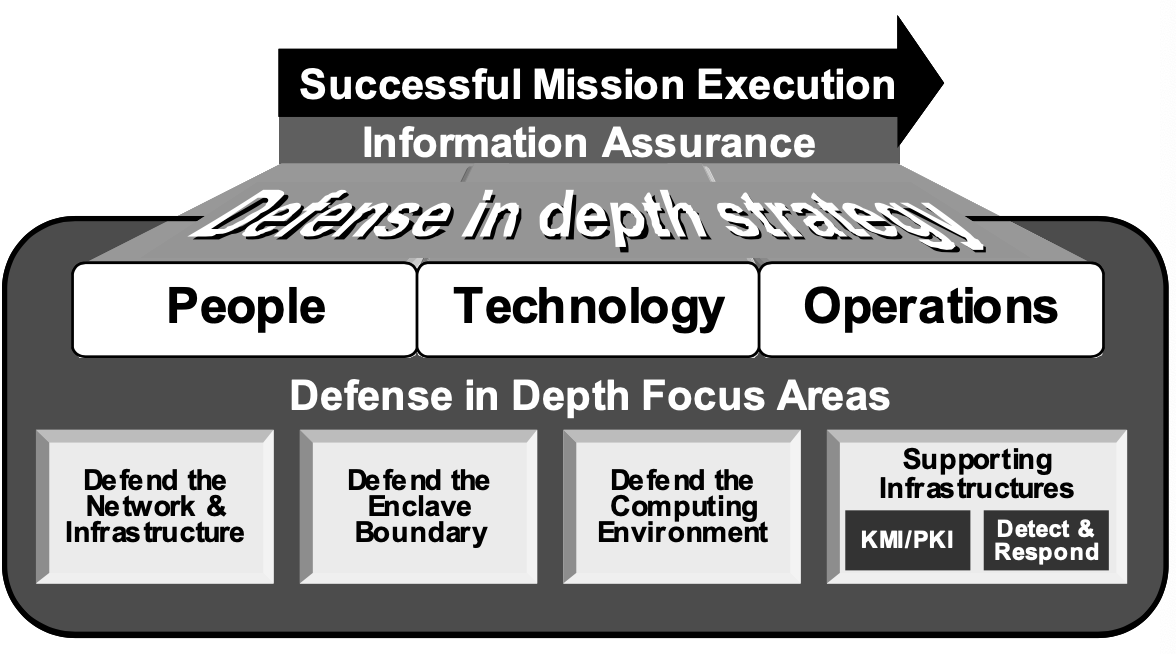 Successful Mission Execution
Information Assurance
Defense in depth strategy
People
Technology
Operations
Defense in Depth Focus Areas
Defend the
Network &
Infrastructure
Defend the
Enclave
Boundary
Defend the
Computing
Environment
Supporting
Infrastructures
KMI/PKI
Detect &
Respond